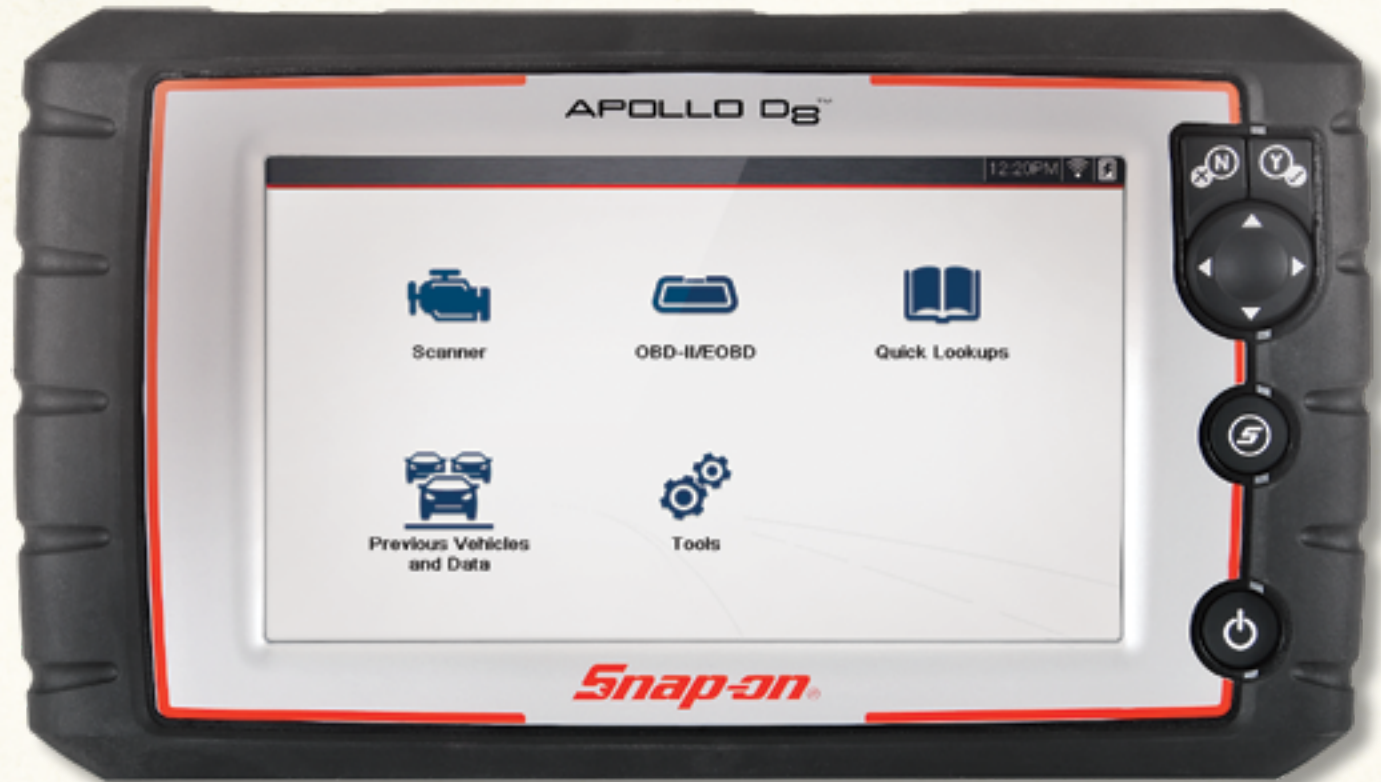 APOLLO D8™
12:20PM
N Y
Scanner
OBD-II/EOBD
Quick Lookups
S
Previous Vehicles
and Data
Tools
Snap-on®